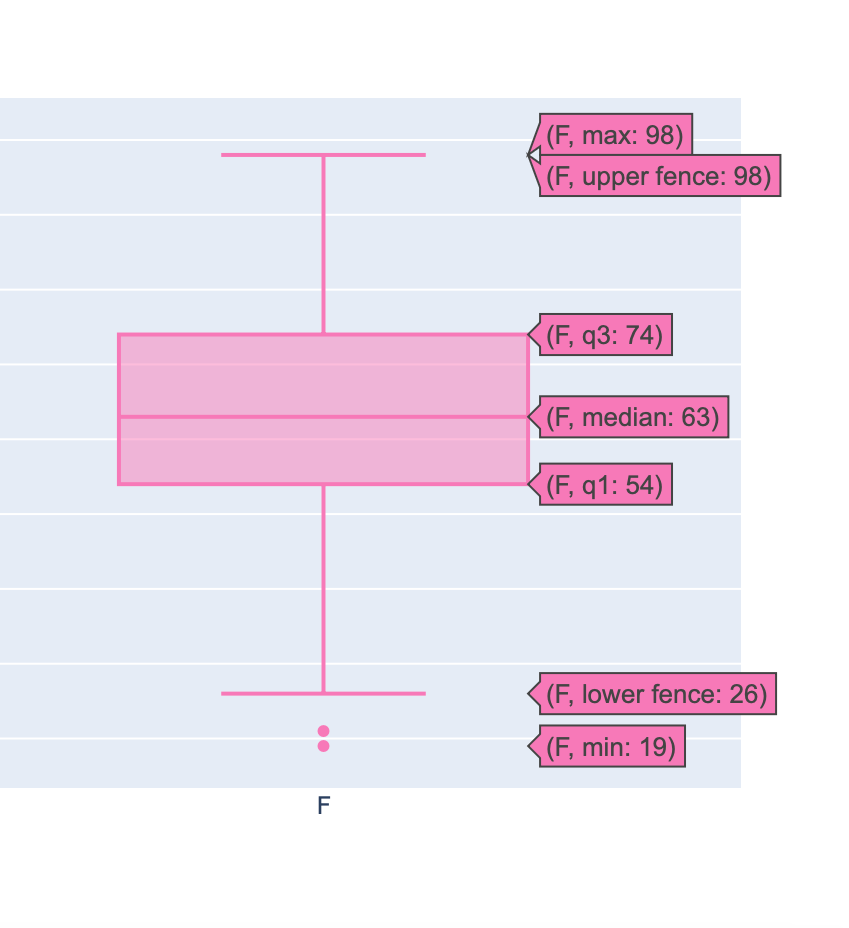 (F, max: 98)
(F, upper fence: 98)
(F, q3: 74)
(F, median: 63)
(F, q1: 54)
(F, lower fence: 26)
(F, min: 19)
F